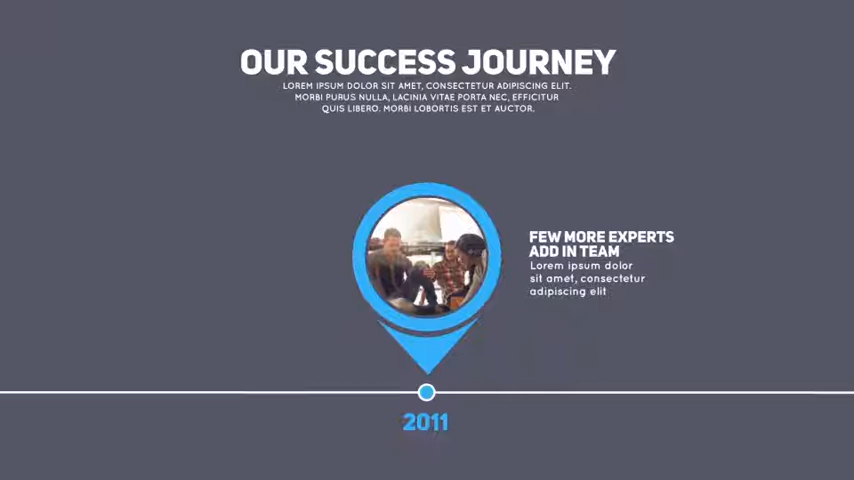 OUR SUCCESS JOURNEY
LOREM IPSUM DOLOR SIT AMET, CONSECTETUR ADIPISCING ELIT.
MORBI PURUS NULLA, LACINIA VITAE PORTA NEC, EFFICITUR
QUIS LIBERO. MORBI LOBORTIS EST ET AUCTOR.
FEW MORE EXPERTS
ADD IN TEAM
Lorem ipsum dolor
sit amet, consectetur
adipiscing elit
2011